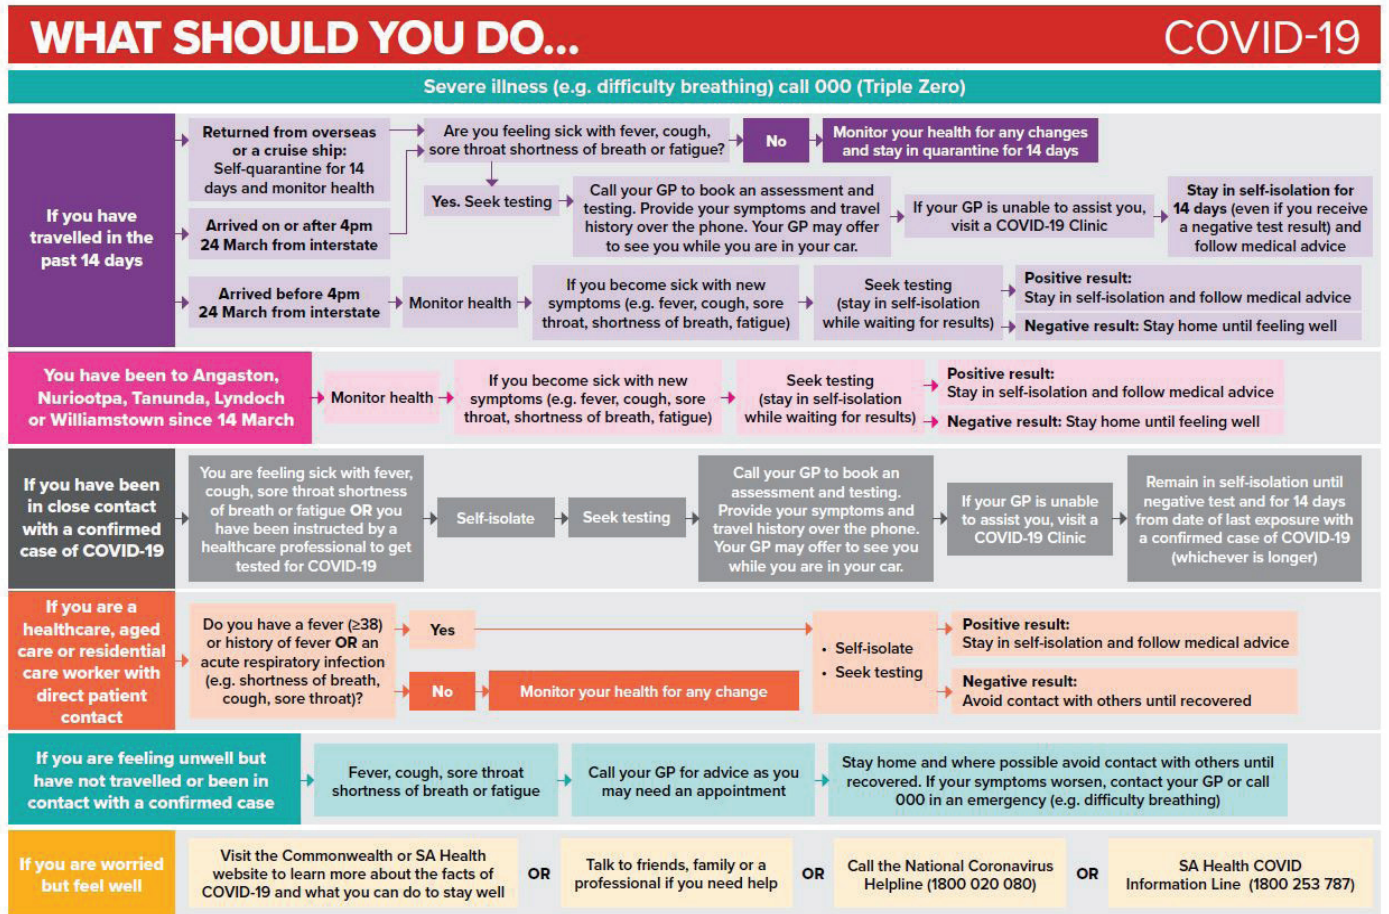 WHAT SHOULD YOU DO...
COVID-19
Severe illness (e.g. difficulty breathing) call 000 (Triple Zero)
If you have
travelled in the
past 14 days
Returned from overseas
or a cruise ship:
Self-quarantine for 14
days and monitor health
Arrived on or after 4pm
24 March from interstate
Are you feeling sick with fever, cough,
sore throat shortness of breath or fatigue?
No
Monitor your health for any changes
and stay in quarantine for 14 days
Yes. Seek testing
Call your GP to book an assessment and
testing. Provide your symptoms and travel
history over the phone. Your GP may offer
to see you while you are in your car.
If your GP is unable to assist you,
visit a COVID-19 Clinic
Stay in self-isolation for
14 days (even if you receive
a negative test result) and
follow medical advice
Arrived before 4pm
24 March from interstate
Monitor health
If you become sick with new
symptoms (e.g. fever, cough, sore
throat, shortness of breath, fatigue)
Seek testing
(stay in self-isolation
while waiting for results)
Positive result:
Stay in self-isolation and follow medical advice
Negative result: Stay home until feeling well
You have been to Angaston,
Nuriootpa, Tanunda, Lyndoch
or Williamstown since 14 March
Monitor health
If you become sick with new
symptoms (e.g. fever, cough, sore
throat, shortness of breath, fatigue)
Seek testing
(stay in self-isolation
while waiting for results)
Positive result:
Stay in self-isolation and follow medical advice
Negative result: Stay home until feeling well
If you have been
in close contact
with a confirmed
case of COVID-19
You are feeling sick with fever,
cough, sore throat shortness
of breath or fatigue OR you
have been instructed by a
healthcare professional to get
tested for COVID-19
Self-isolate
Seek testing
Call your GP to book an
assessment and testing.
Provide your symptoms and
travel history over the phone.
Your GP may offer to see you
while you are in your car.
If your GP is unable
to assist you, visit a
COVID-19 Clinic
Remain in self-isolation until
negative test and for 14 days
from date of last exposure with
a confirmed case of COVID-19
(whichever is longer)
If you are a
healthcare, aged
care or residential
care worker with
direct patient
contact
Do you have a fever (≥38)
or history of fever OR an
acute respiratory infection
(e.g. shortness of breath,
cough, sore throat)?
Yes
No
Monitor your health for any change
• Self-isolate
• Seek testing
Positive result:
Stay in self-isolation and follow medical advice
Negative result:
Avoid contact with others until recovered
If you are feeling unwell but
have not travelled or been in
contact with a confirmed case
Fever, cough, sore throat
shortness of breath or fatigue
Call your GP for advice as you
may need an appointment
Stay home and where possible avoid contact with others until
recovered. If your symptoms worsen, contact your GP or call
000 in an emergency (e.g. difficulty breathing)
If you are worried
but feel well
Visit the Commonwealth or SA Health
website to learn more about the facts of
COVID-19 and what you can do to stay well
OR
Talk to friends, family or a
professional if you need help
OR
Call the National Coronavirus
Helpline (1800 020 080)
OR
SA Health COVID
Information Line (1800 253 787)